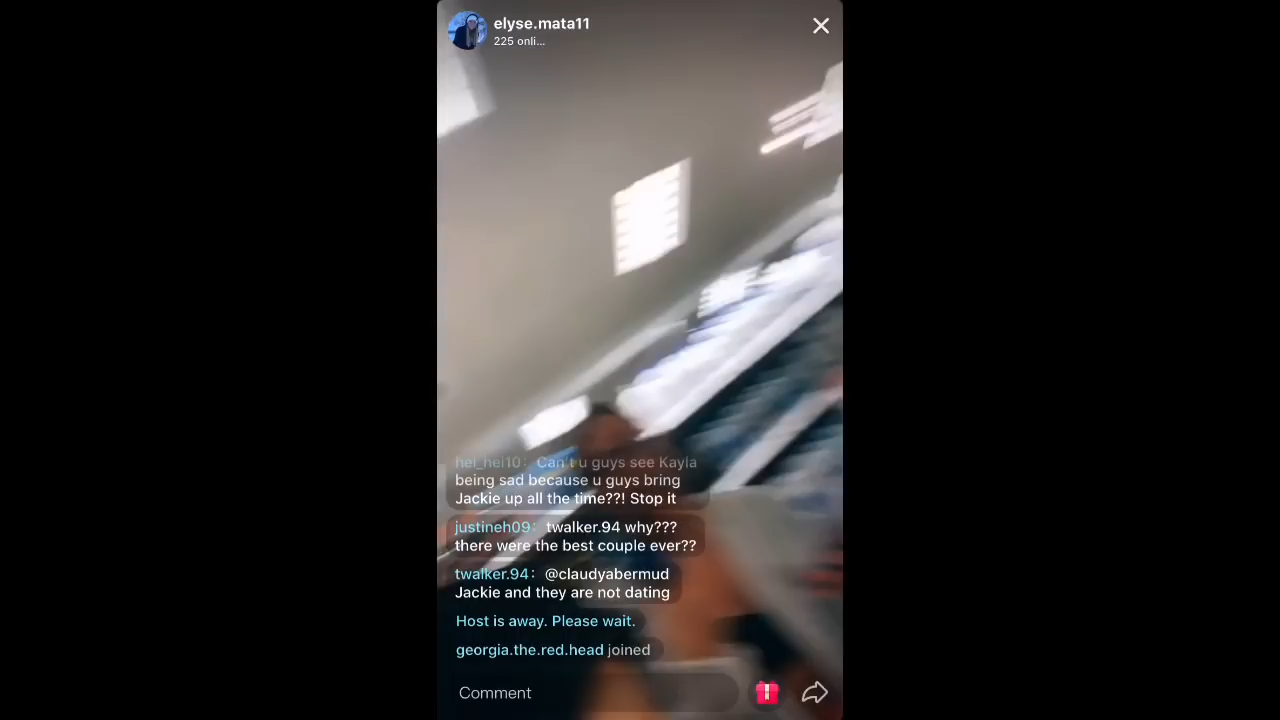 elyse.mata11
225 onli...
hei_hei10: Can't u guys see Kayla
being sad because u guys bring
Jackie up all the time??! Stop it
justineh09: twalker.94 why???
there were the best couple ever??
twalker.94: @claudyabermud
Jackie and they are not dating
Host is away. Please wait.
georgia.the.red.head joined
Comment